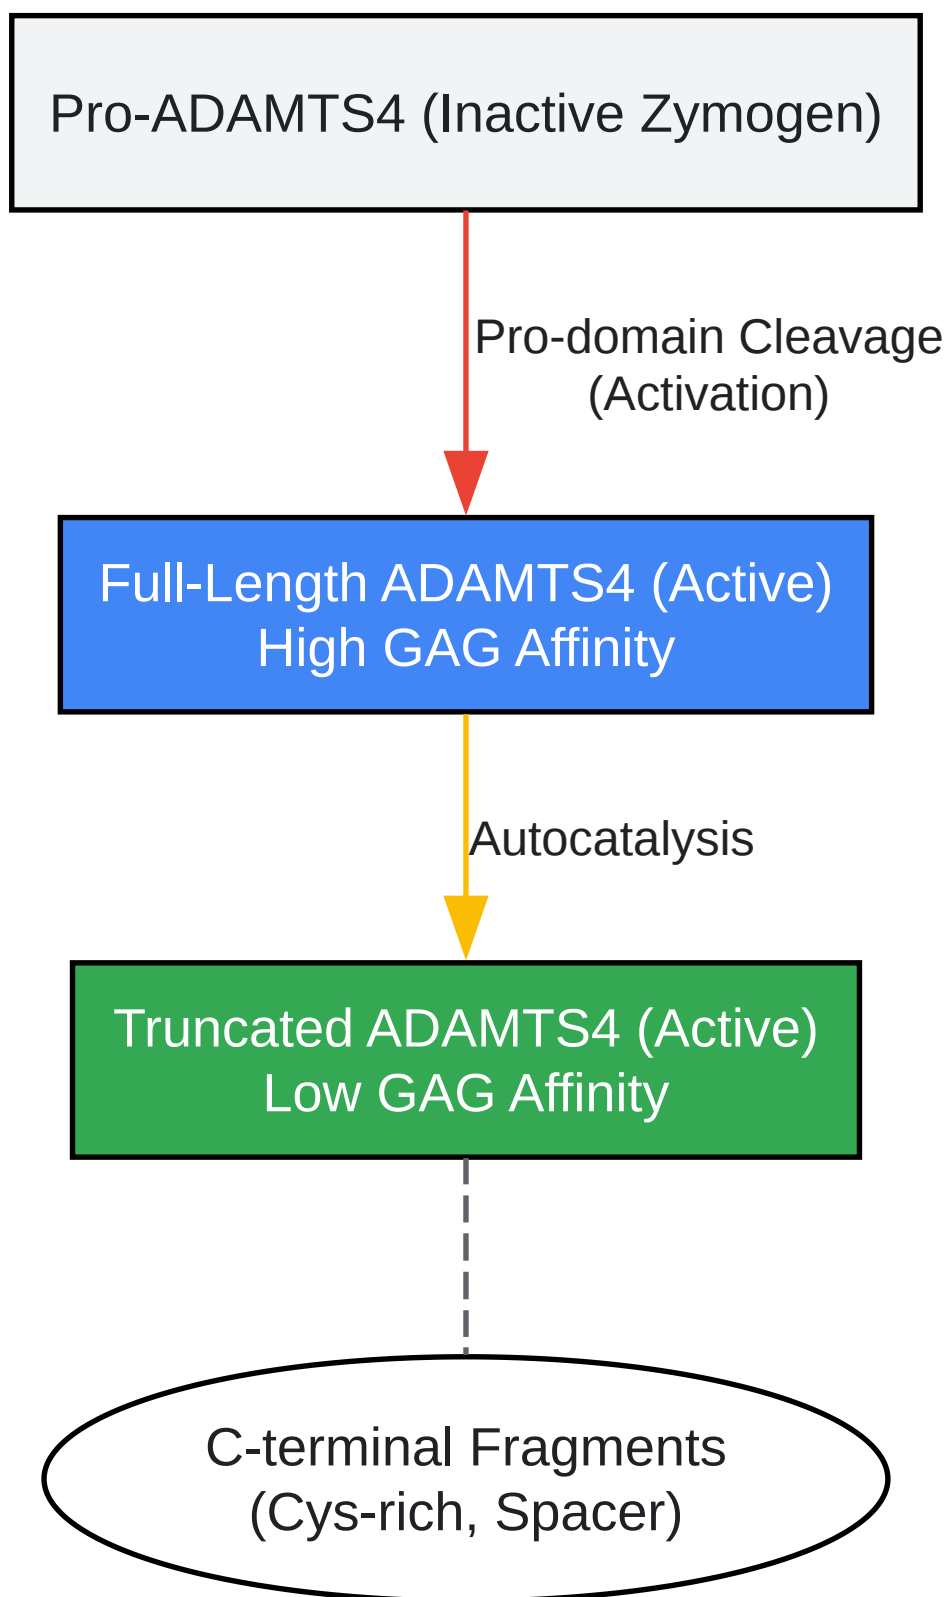 Pro-ADAMTS4 (Inactive Zymogen)
Pro-domain Cleavage
(Activation)
Full-Length ADAMTS4 (Active)
High GAG Affinity
Autocatalysis
Truncated ADAMTS4 (Active)
Low GAG Affinity
C-terminal Fragments
(Cys-rich, Spacer)